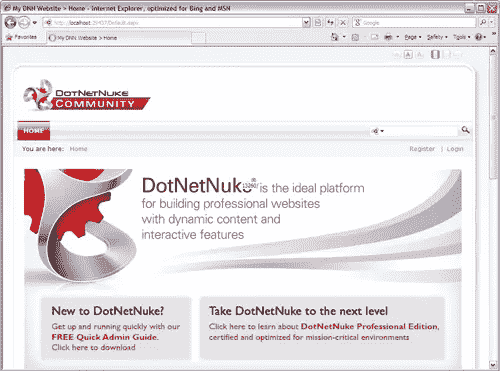 My DNN Website > Home - Internet Explorer, optimized for Bing and MSN
http://localhost:29407/Default.aspx
Google
Favorites
My DNN Website > Home
Page
Safety
Tools
DOTNETNUKE
COMMUNITY
HOME
You are here: Home
Register | Login
DotNetNuke is the ideal platform
for building professional websites
with dynamic content and
interactive features
New to DotNetNuke?
Get up and running quickly with our
FREE Quick Admin Guide.
Click here to download
Take DotNetNuke to the next level
Click here to learn about DotNetNuke Professional Edition,
certified and optimized for mission-critical environments